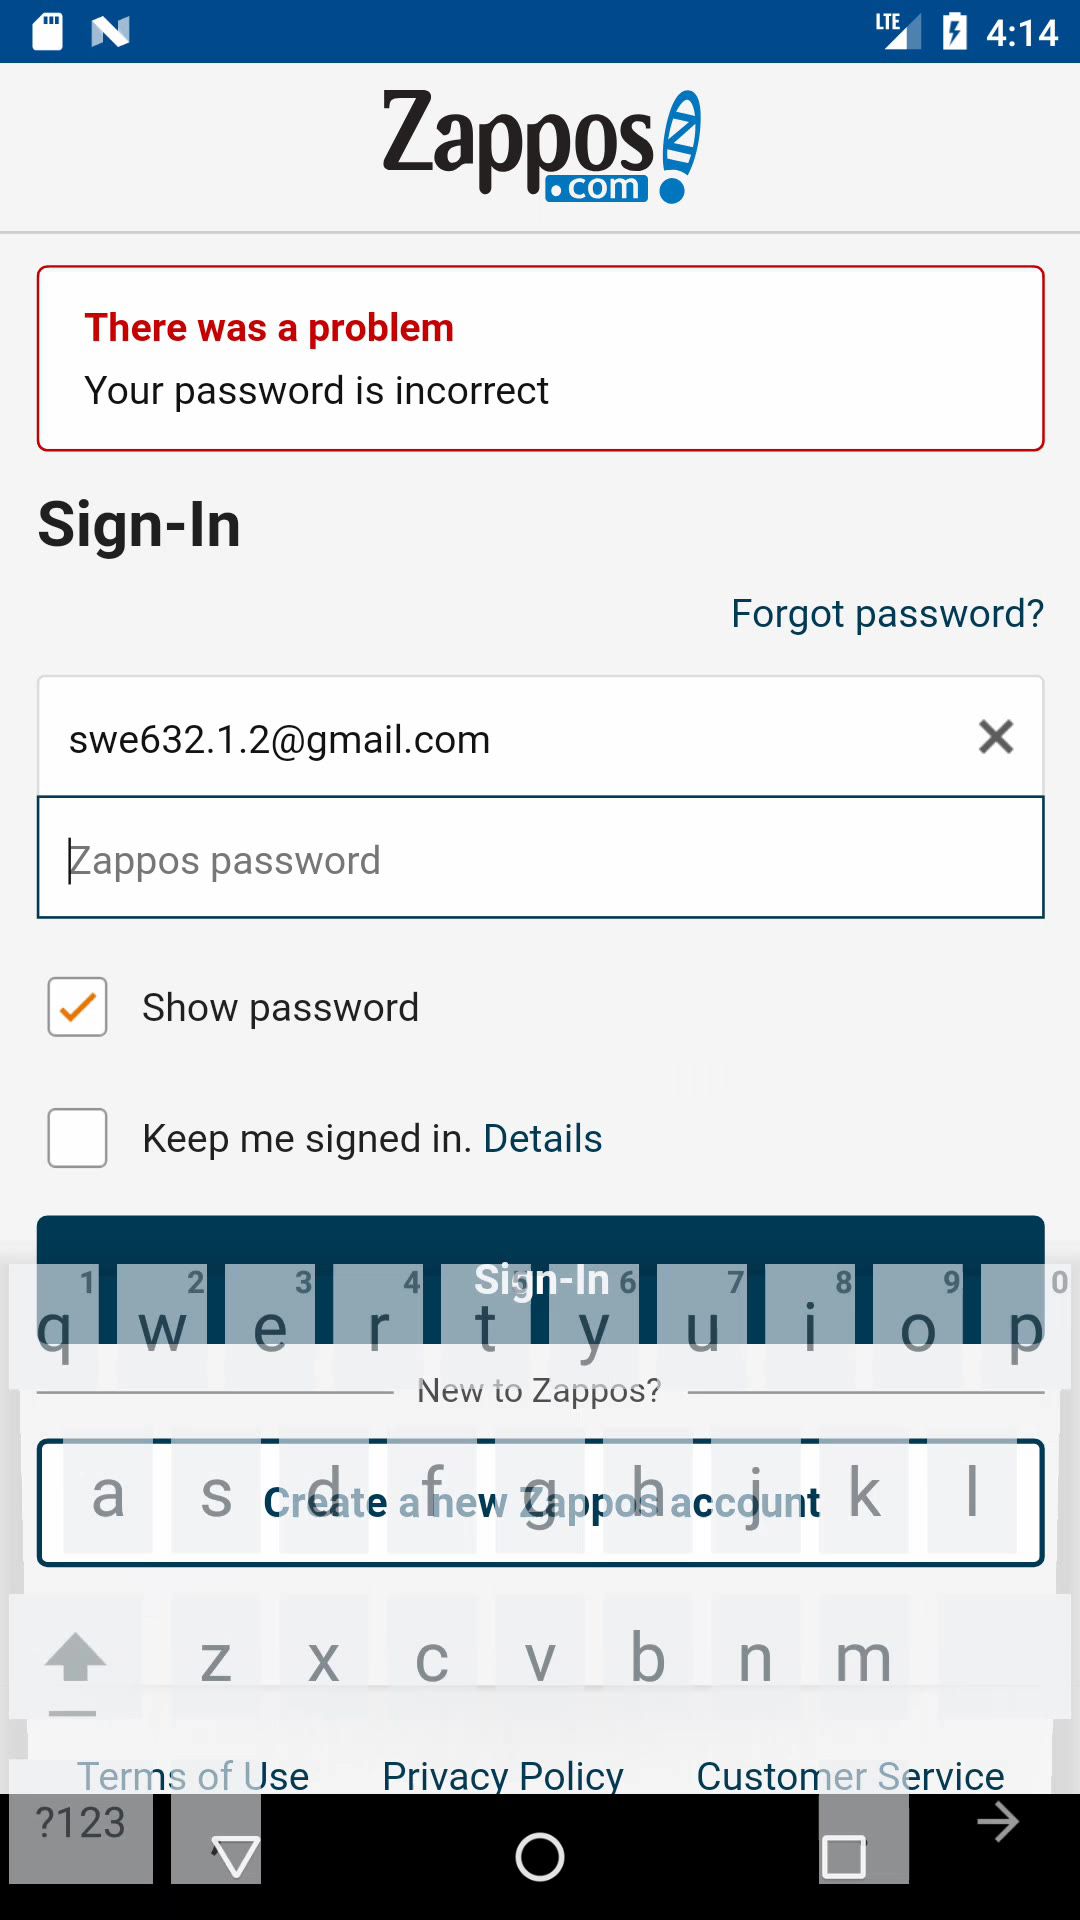 LTE 4:14
Zappos
.com
There was a problem
Your password is incorrect
Sign-In
Forgot password?
swe632.1.2@gmail.com
Zappos password
Show password
Keep me signed in. Details
Sign-In
1 2 3 4 5 6 7 8 9 0
q w e r t y u i o p
New to Zappos?
a s d f g h j k l
Create a new Zappos account
z x c v b n m
Terms of Use Privacy Policy Customer Service
?123